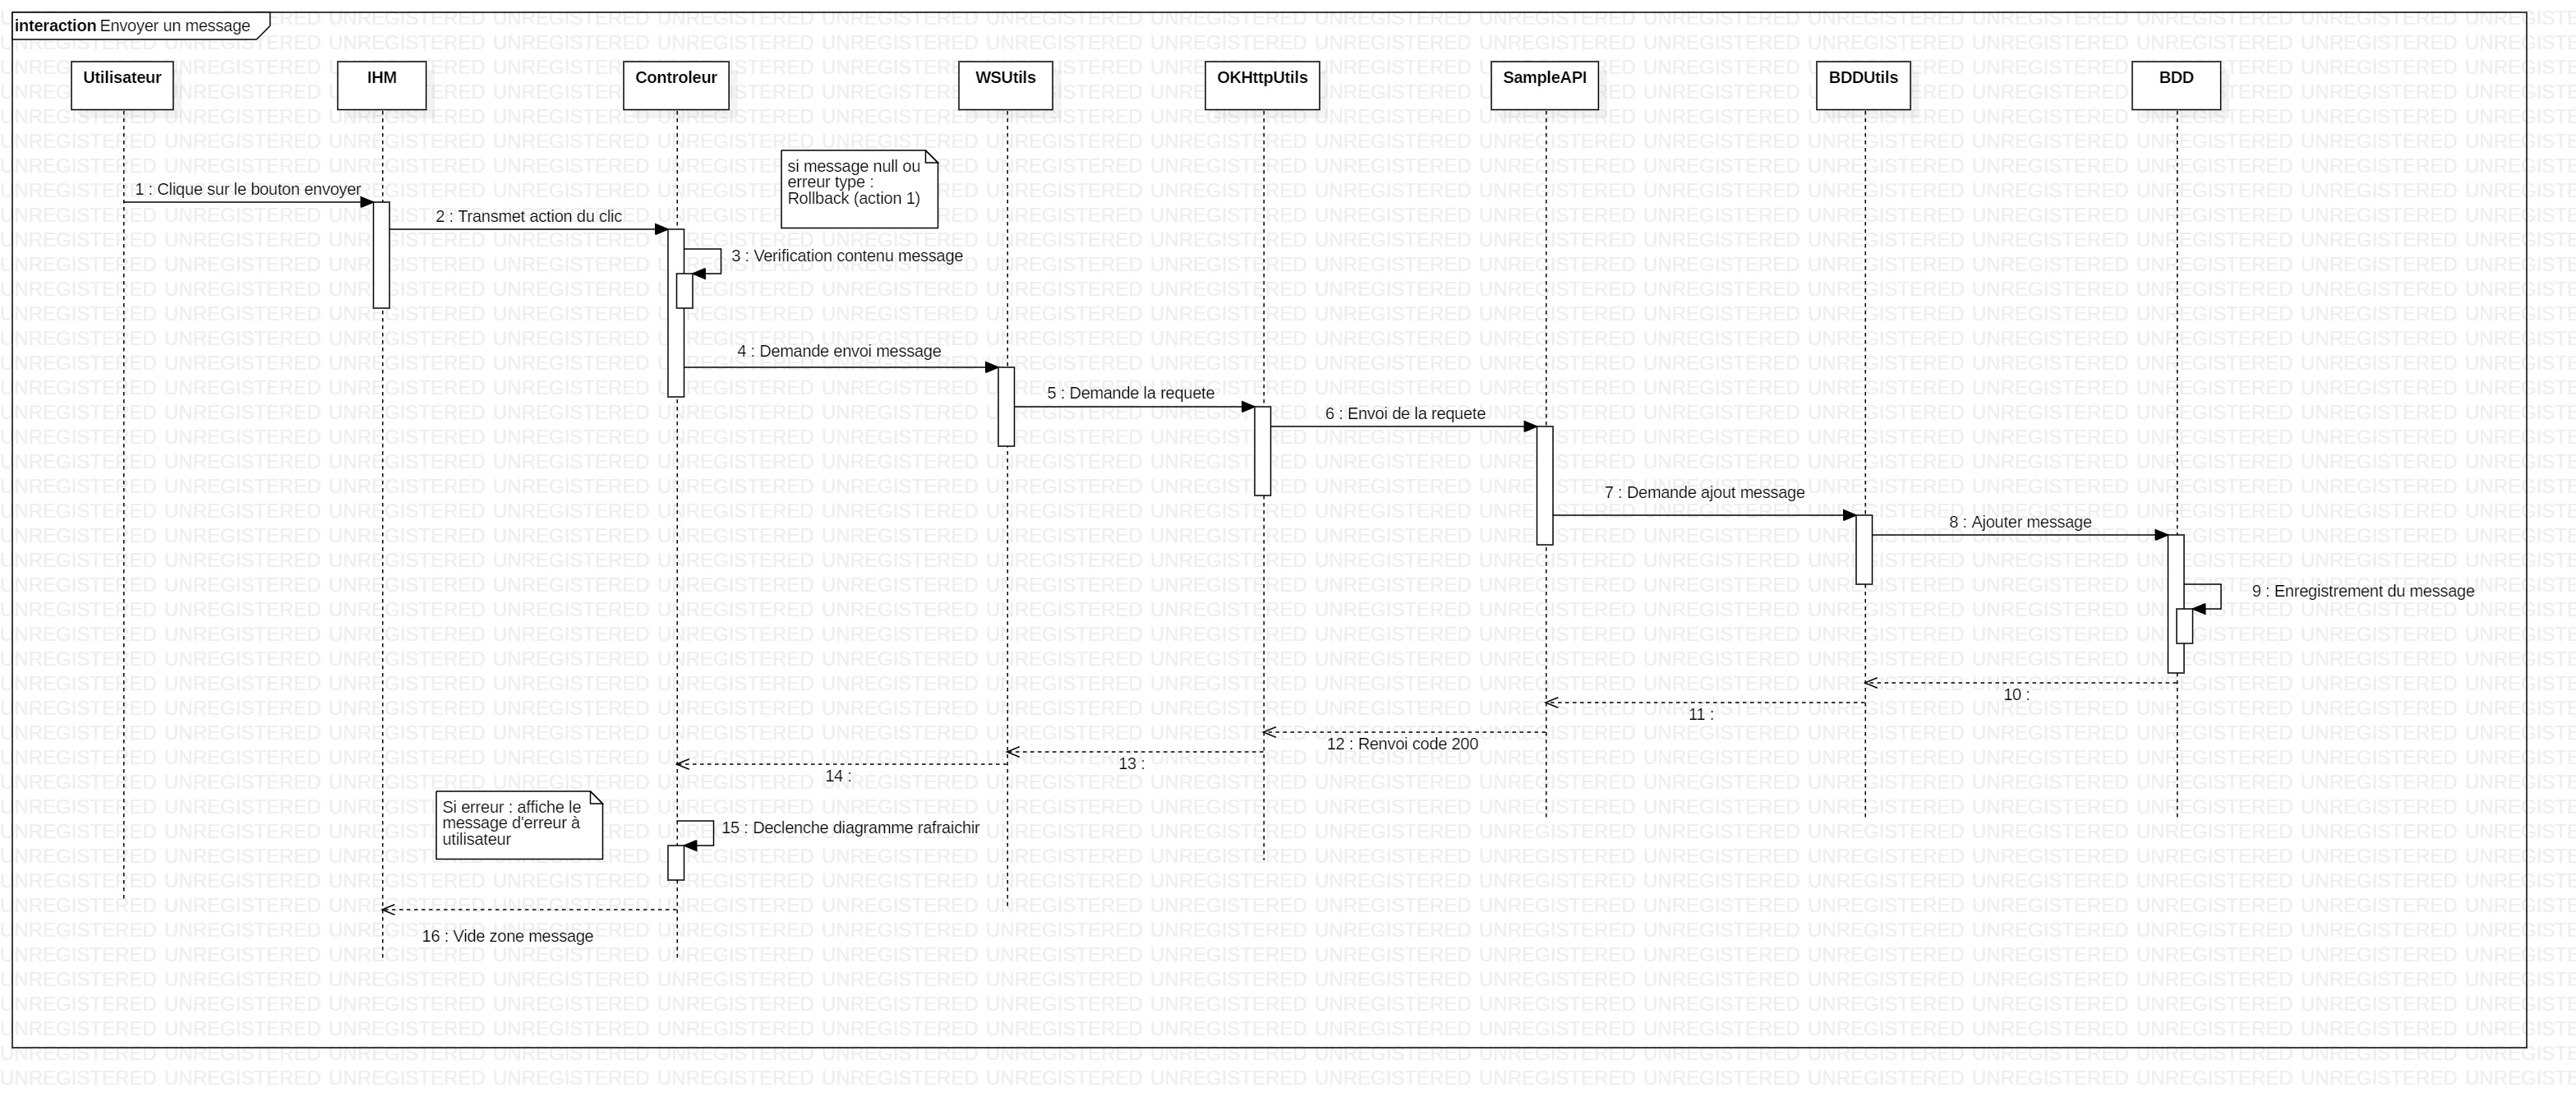 interaction Envoyer un message
Utilisateur
IHM
Controleur
WSUtils
OKHttpUtils
SampleAPI
BDDUtils
BDD
si message null ou
erreur type :
Rollback (action 1)
1 : Clique sur le bouton envoyer
2 : Transmet action du clic
3 : Verification contenu message
4 : Demande envoi message
5 : Demande la requete
6 : Envoi de la requete
7 : Demande ajout message
8 : Ajouter message
9 : Enregistrement du message
10 :
11 :
12 : Renvoi code 200
13 :
14 :
Si erreur : affiche le
message d'erreur à
utilisateur
15 : Declenche diagramme rafraichir
16 : Vide zone message
UNREGISTERED